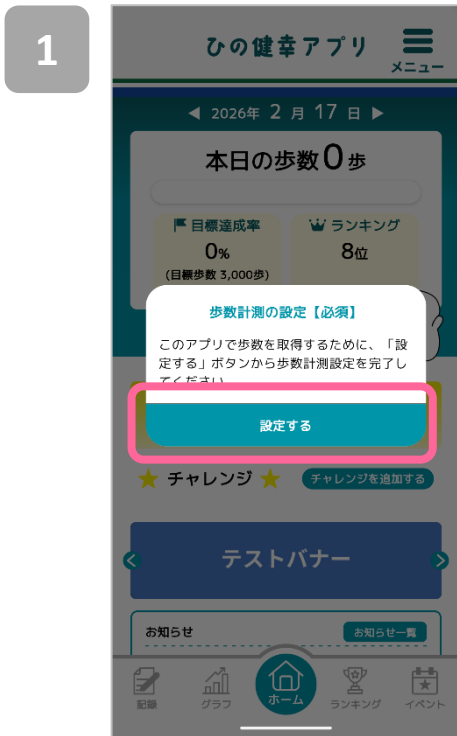 1
ひの健幸アプリ
メニュー
◀ 2026年 2 月 17 日 ▶
本日の歩数0歩
目標達成率
ランキング
0%
8位
(目標歩数 3,000歩)
歩数計測の設定【必須】
このアプリで歩数を取得するために、「設
定する」ボタンから歩数計測設定を完了し
てください
設定する
チャレンジ
チャレンジを追加する
テストバナー
お知らせ
お知らせ一覧
記録
グラフ
ホーム
ランキング
イベント